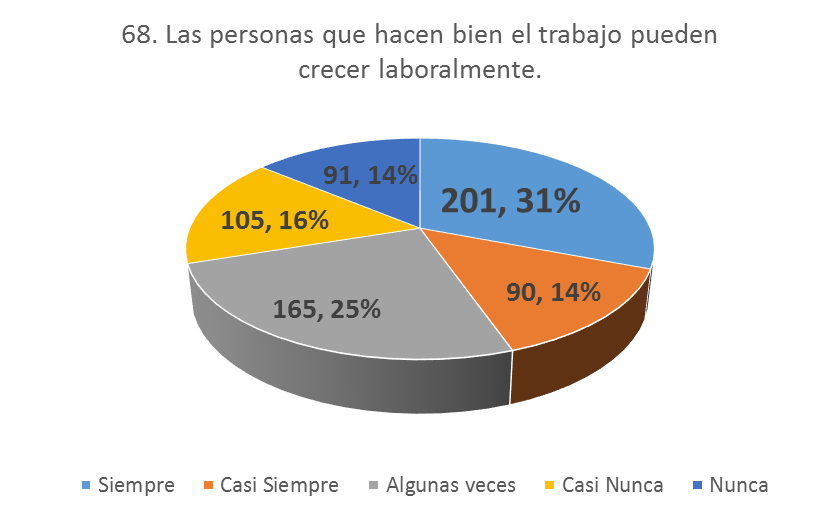 68. Las personas que hacen bien el trabajo pueden
crecer laboralmente.
91, 14%
201, 31%
105, 16%
90, 14%
165, 25%
Siempre
Casi Siempre
Algunas veces
Casi Nunca
Nunca